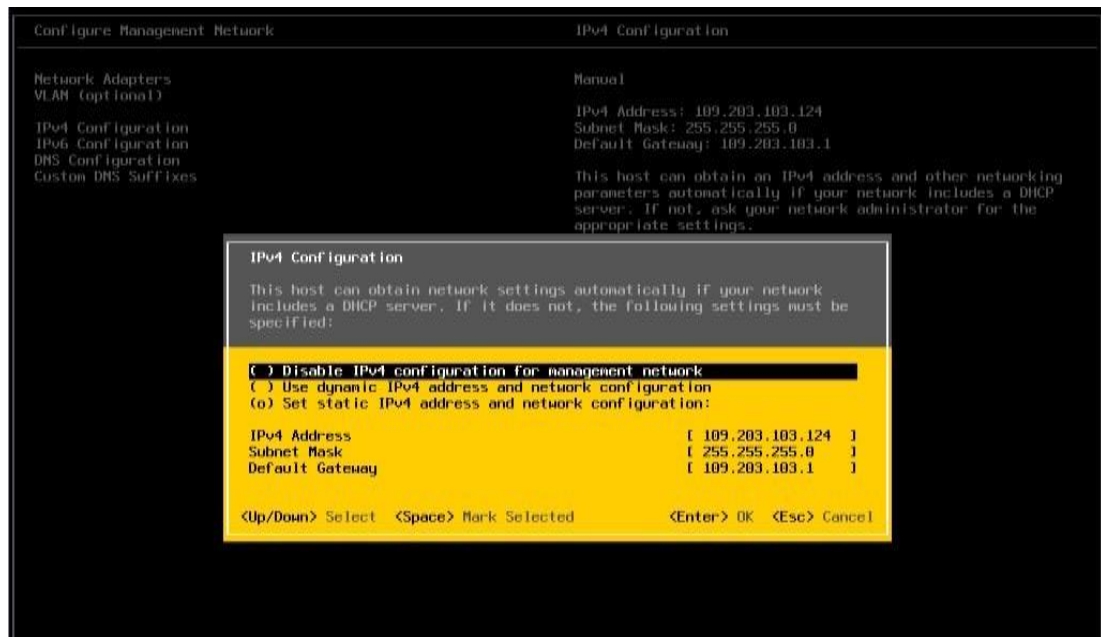 Configure Management Network
IPv4 Configuration
Network Adapters
VLAN (optional)
IPv4 Configuration
IPv6 Configuration
DNS Configuration
Custom DNS Suffixes
Manual
IPv4 Address: 109.203.103.124
Subnet Mask: 255.255.255.0
Default Gateway: 109.203.103.1
This host can obtain an IPv4 address and other networking
parameters automatically if your network includes a DHCP
server. If not, ask your network administrator for the
appropriate settings.
IPv4 Configuration
This host can obtain network settings automatically if your network
includes a DHCP server. If it does not, the following settings must be
specified:
( ) Disable IPv4 configuration for management network
( ) Use dynamic IPv4 address and network configuration
(o) Set static IPv4 address and network configuration:
IPv4 Address [ 109.203.103.124 ]
Subnet Mask [ 255.255.255.0 ]
Default Gateway [ 109.203.103.1 ]
<Up/Down> Select <Space> Mark Selected <Enter> OK <Esc> Cancel